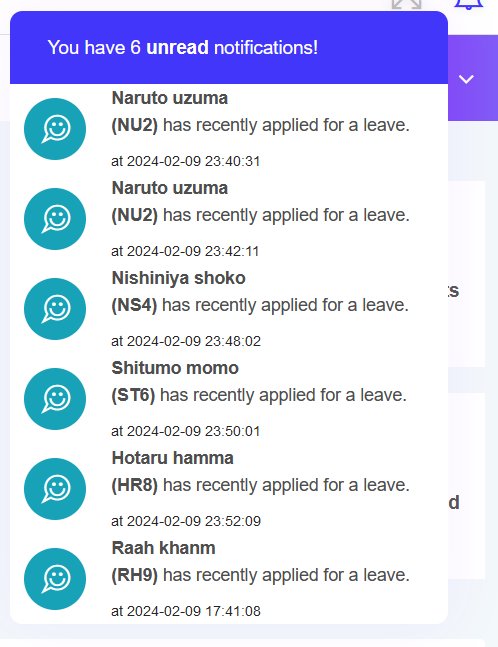 You have 6 unread notifications!
Naruto uzuma
(NU2) has recently applied for a leave.
at 2024-02-09 23:40:31
Naruto uzuma
(NU2) has recently applied for a leave.
at 2024-02-09 23:42:11
Nishiniya shoko
(NS4) has recently applied for a leave.
at 2024-02-09 23:48:02
Shitumo momo
(ST6) has recently applied for a leave.
at 2024-02-09 23:50:01
Hotaru hamma
(HR8) has recently applied for a leave.
at 2024-02-09 23:52:09
Raah khanm
(RH9) has recently applied for a leave.
at 2024-02-09 17:41:08